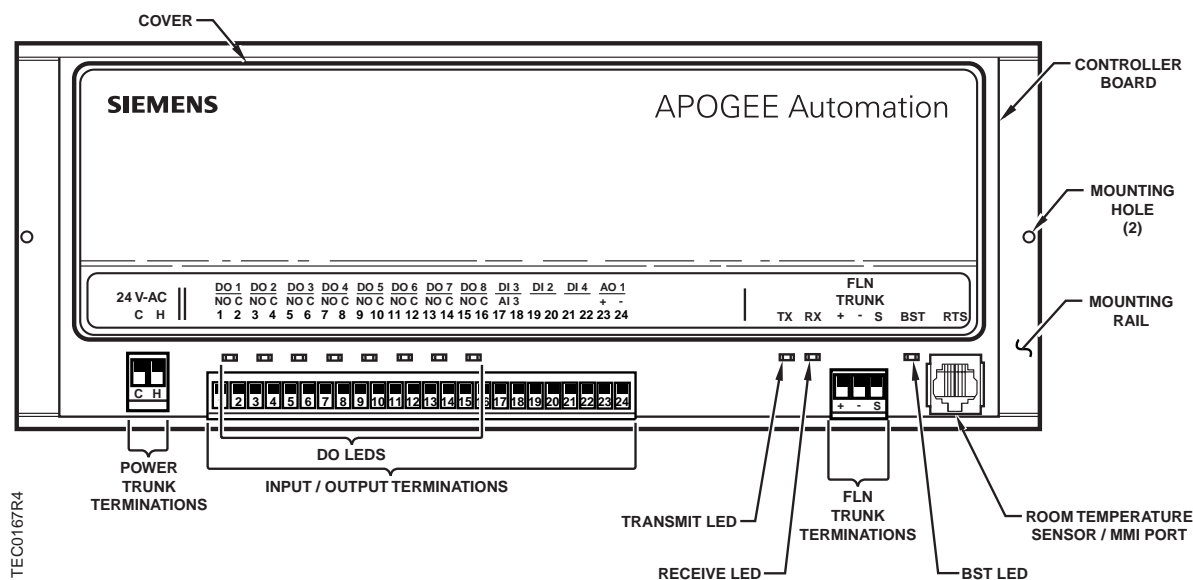 COVER
CONTROLLER
BOARD
SIEMENS
APOGEE Automation
MOUNTING
HOLE
(2)
MOUNTING
RAIL
24 V-AC
C H
DO 1 DO 2 DO 3 DO 4 DO 5 DO 6 DO 7 DO 8 DI 3 DI 2 DI 4 AO 1
NO C NO C NO C NO C NO C NO C NO C NO C AI 3 + -
1 2 3 4 5 6 7 8 9 10 11 12 13 14 15 16 17 18 19 20 21 22 23 24
FLN
TRUNK
TX RX + - S BST RTS
C H
1 2 3 4 5 6 7 8 9 10 11 12 13 14 15 16 17 18 19 20 21 22 23 24
+ - S
DO LEDS
POWER
TRUNK
TERMINATIONS
INPUT / OUTPUT TERMINATIONS
FLN
TRUNK
TERMINATIONS
TRANSMIT LED
ROOM TEMPERATURE
SENSOR / MMI PORT
RECEIVE LED
BST LED
TEC0167R4